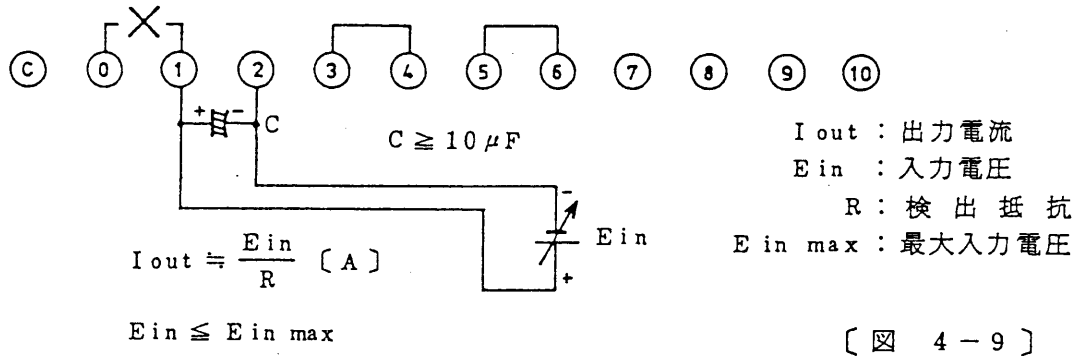 C 0 1 2 3 4 5 6 7 8 9 10
+ - C
C ≧ 10 μF
I out : 出力電流
E in : 入力電圧
R : 検出抵抗
E in max : 最大入力電圧
-
E in
+
I out ≒ E in / R 〔A〕
E in ≦ E in max
〔図 4-9〕